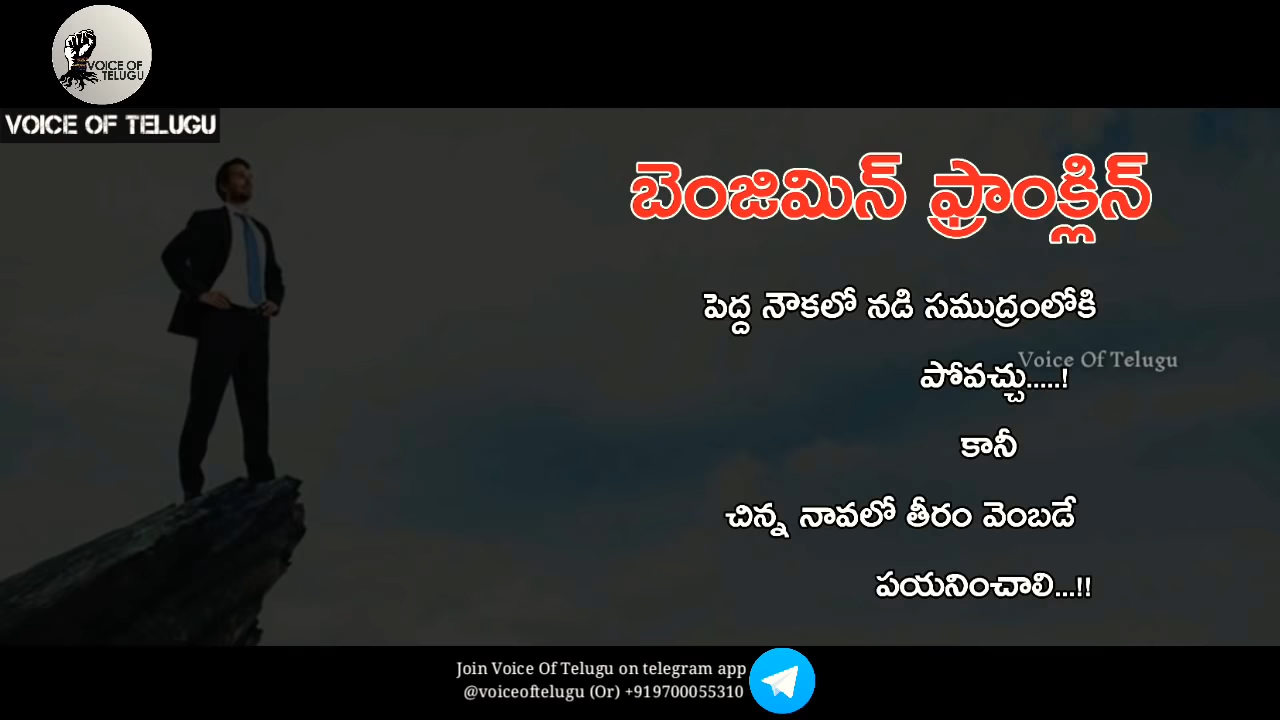 VOICE OF
TELUGU
VOICE OF TELUGU
బెంజిమిన్ ఫ్రాంక్లిన్
పెద్ద నౌకలో నడి సముద్రంలోకి
Voice Of Telugu
పోవచ్చు.....!
కానీ
చిన్న నావలో తీరం వెంబడే
పయనించాలి...!!
Join Voice Of Telugu on telegram app
@voiceoftelugu (Or) +919700055310